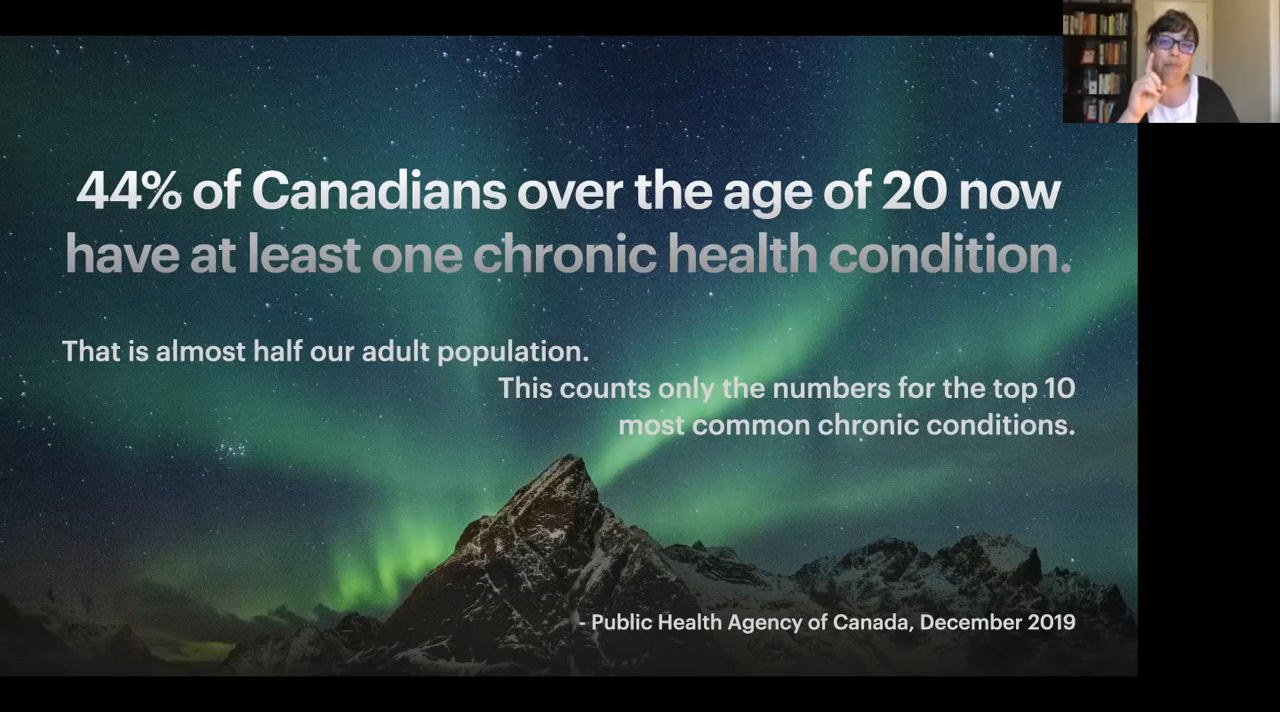 44% of Canadians over the age of 20 now
have at least one chronic health condition.
That is almost half our adult population.
This counts only the numbers for the top 10
most common chronic conditions.
- Public Health Agency of Canada, December 2019